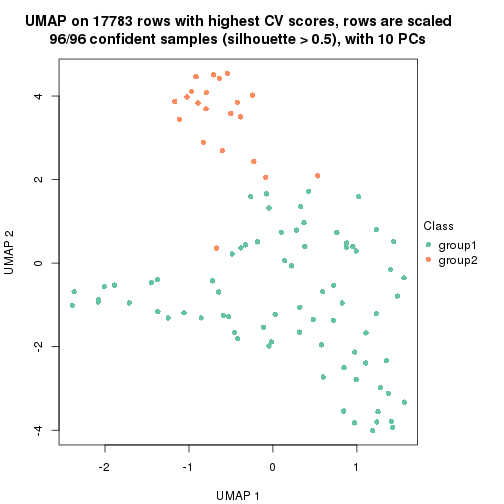 UMAP on 17783 rows with highest CV scores, rows are scaled
96/96 confident samples (silhouette > 0.5), with 10 PCs
4
2
0
-2
-4
UMAP 2
-2
-1
0
1
UMAP 1
Class
group1
group2